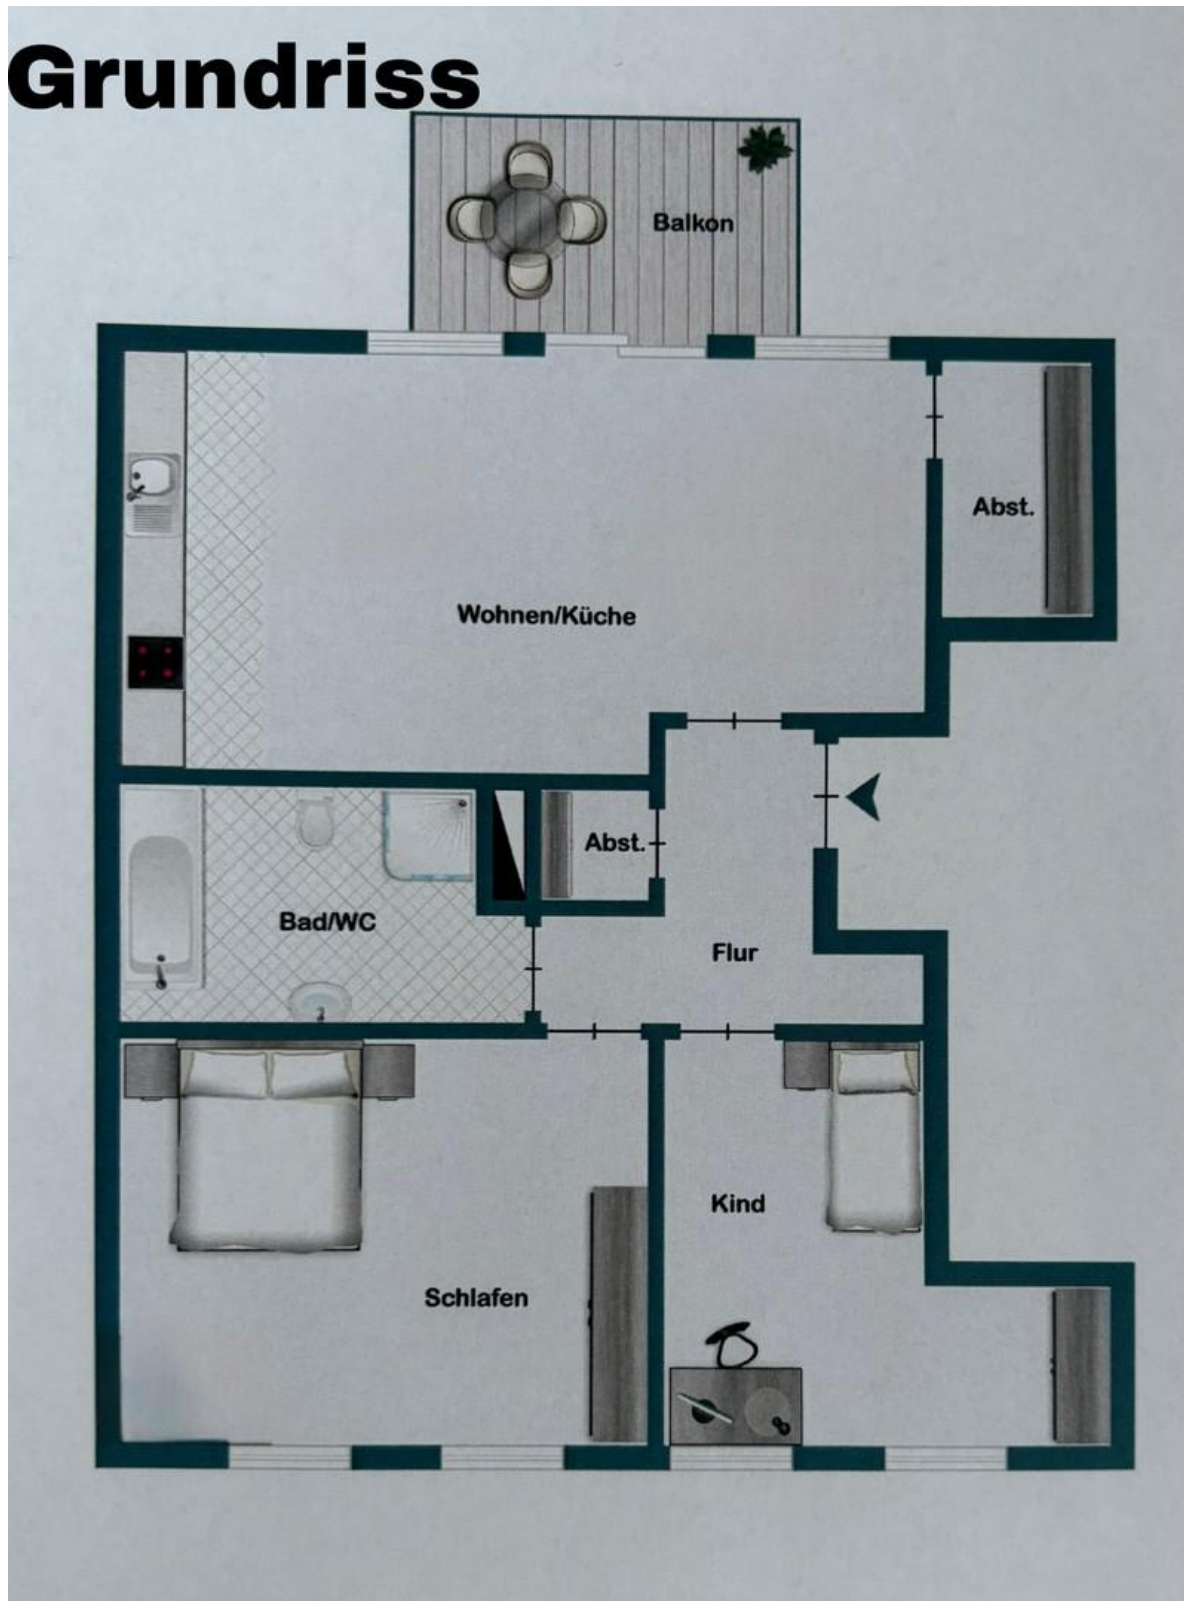 Grundriss
Balkon
Abst.
Wohnen/Küche
Abst.
Bad/WC
Flur
Kind
Schlafen